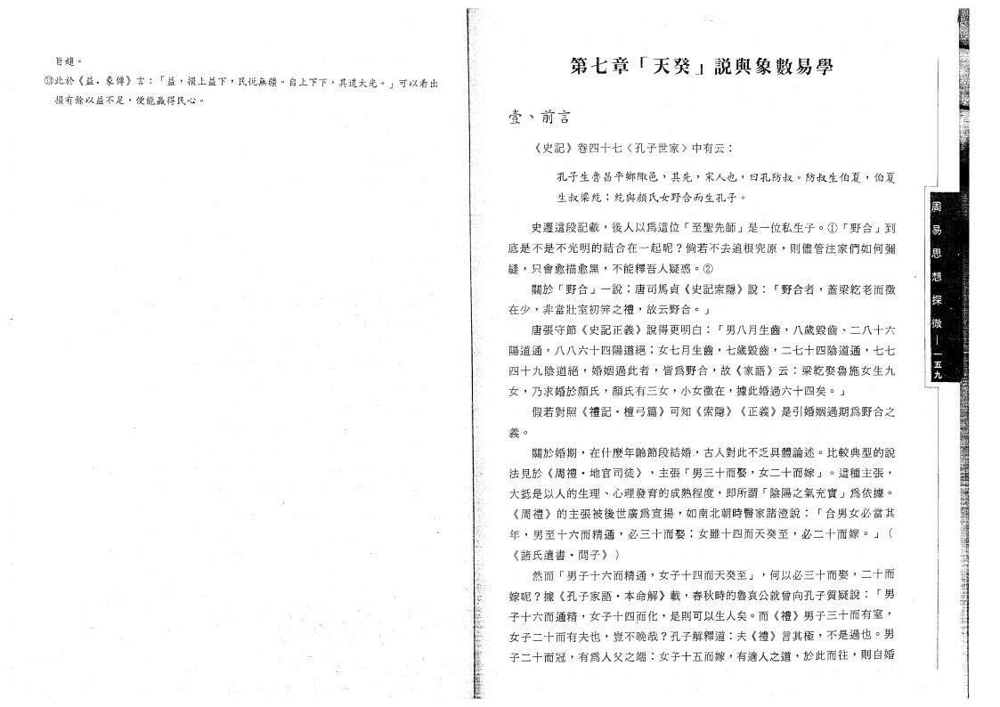 旨趨。
⑬此於《益．彖傳》言：「益，損上益下，民悅無疆。自上下下，其道大光。」可以看出
損有餘以益不足，便能贏得民心。
第七章「天癸」說與象數易學
壹、前言
《史記》卷四十七〈孔子世家〉中有云：
孔子生魯昌平鄉陬邑，其先，宋人也，曰孔防叔。防叔生伯夏，伯夏
生叔梁紇；紇與顏氏女野合而生孔子。
史遷這段記載，後人以爲這位「至聖先師」是一位私生子。①「野合」到
底是不是不光明的結合在一起呢？倘若不去追根究原，則儘管注家們如何彌
縫，只會愈描愈黑，不能釋吾人疑惑。②
關於「野合」一說；唐司馬貞《史記索隱》說：「野合者，蓋梁紇老而徵
在少，非當壯室初笄之禮，故云野合。」
唐張守節《史記正義》說得更明白：「男八月生齒，八歲毀齒、二八十六
陽道通，八八六十四陽道絕；女七月生齒，七歲毀齒，二七十四陰道通，七七
四十九陰道絕，婚姻過此者，皆爲野合，故《家語》云：梁紇娶魯施女生九
女，乃求婚於顏氏，顏氏有三女，小女徵在，據此婚過六十四矣。」
假若對照《禮記・檀弓篇》可知《索隱》《正義》是引婚姻過期爲野合之
義。
關於婚期，在什麼年齡節段結婚，古人對此不乏具體論述。比較典型的說
法見於《周禮・地官司徒》，主張「男三十而娶，女二十而嫁」。這種主張，
大抵是以人的生理、心理發育的成熟程度，即所謂「陰陽之氣充實」爲依據。
《周禮》的主張被後世廣爲宣揚，如南北朝時醫家諸澄說：「合男女必當其
年，男至十六而精通，必三十而娶；女雖十四而天癸至，必二十而嫁。」（
《諸氏遺書・問子》）
然而「男子十六而精通，女子十四而天癸至」，何以必三十而娶，二十而
嫁呢？據《孔子家語・本命解》載，春秋時的魯哀公就曾向孔子質疑說：「男
子十六而通精，女子十四而化，是則可以生人矣。而《禮》男子三十而有室，
女子二十而有夫也，豈不晚哉？孔子解釋道：夫《禮》言其極，不是過也。男
子二十而冠，有爲人父之端；女子十五而嫁，有適人之道，於此而往，則自婚
周易思想探微—一五九